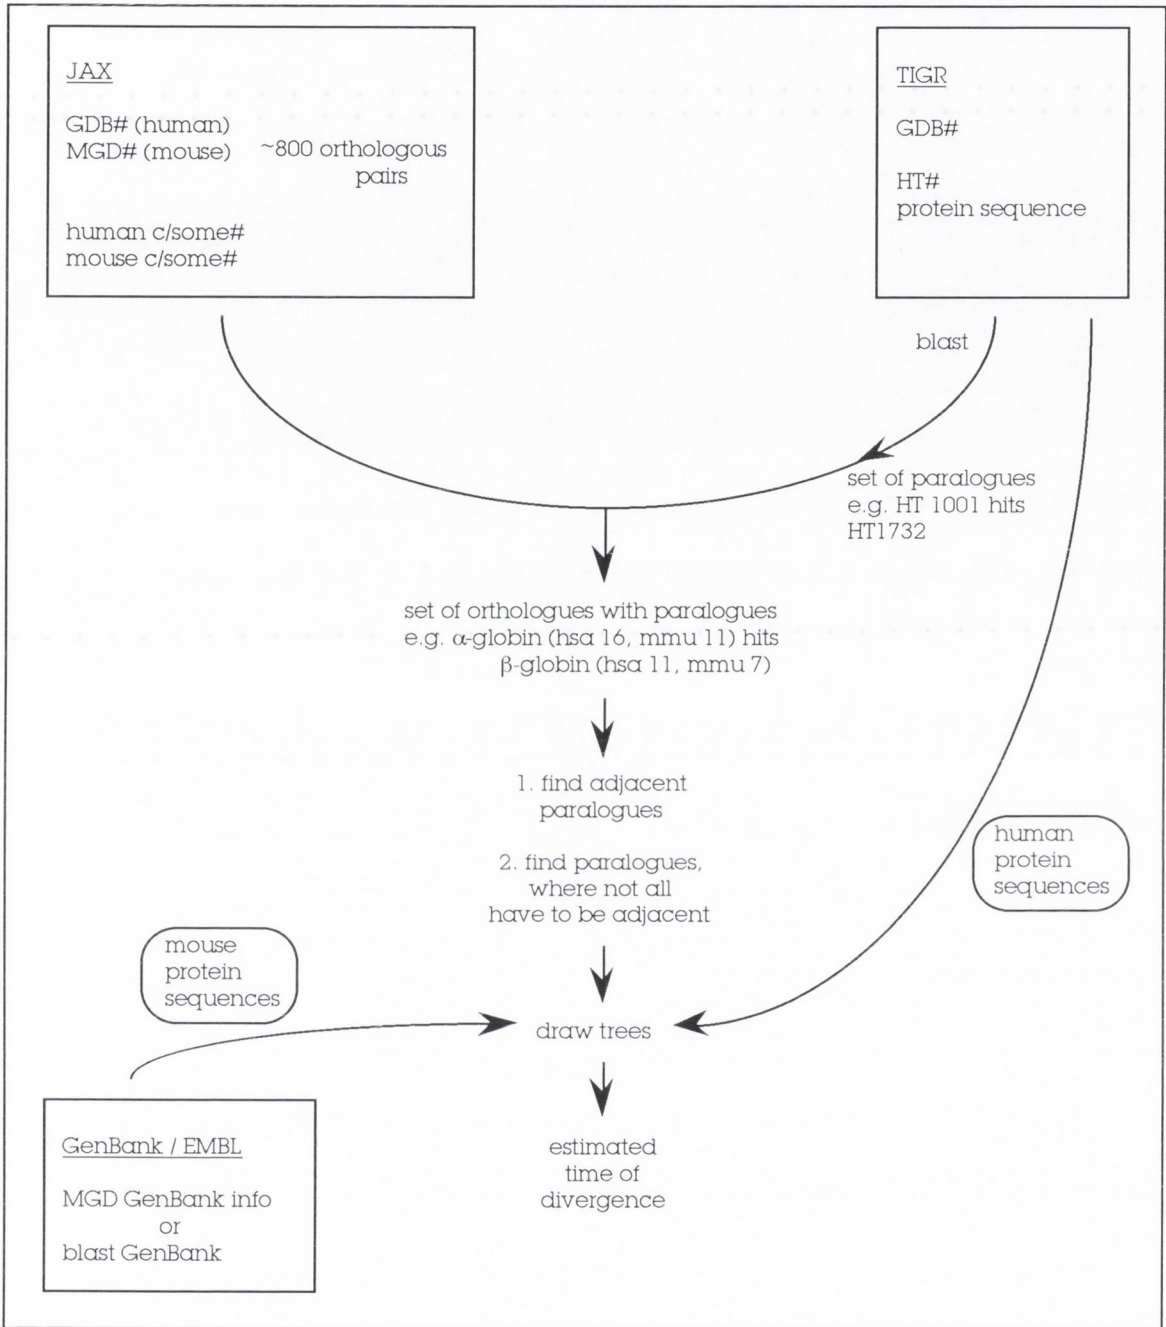 JAX
GDB# (human)
MGD# (mouse)
~800 orthologous
pairs
human c/some#
mouse c/some#
TIGR
GDB#
HT#
protein sequence
blast
set of paralogues
e.g. HT 1001 hits
HT1732
set of orthologues with paralogues
e.g. α-globin (hsa 16, mmu 11) hits
β-globin (hsa 11, mmu 7)
1. find adjacent
paralogues
2. find paralogues,
where not all
have to be adjacent
human
protein
sequences
mouse
protein
sequences
draw trees
GenBank / EMBL
MGD GenBank info
or
blast GenBank
estimated
time of
divergence